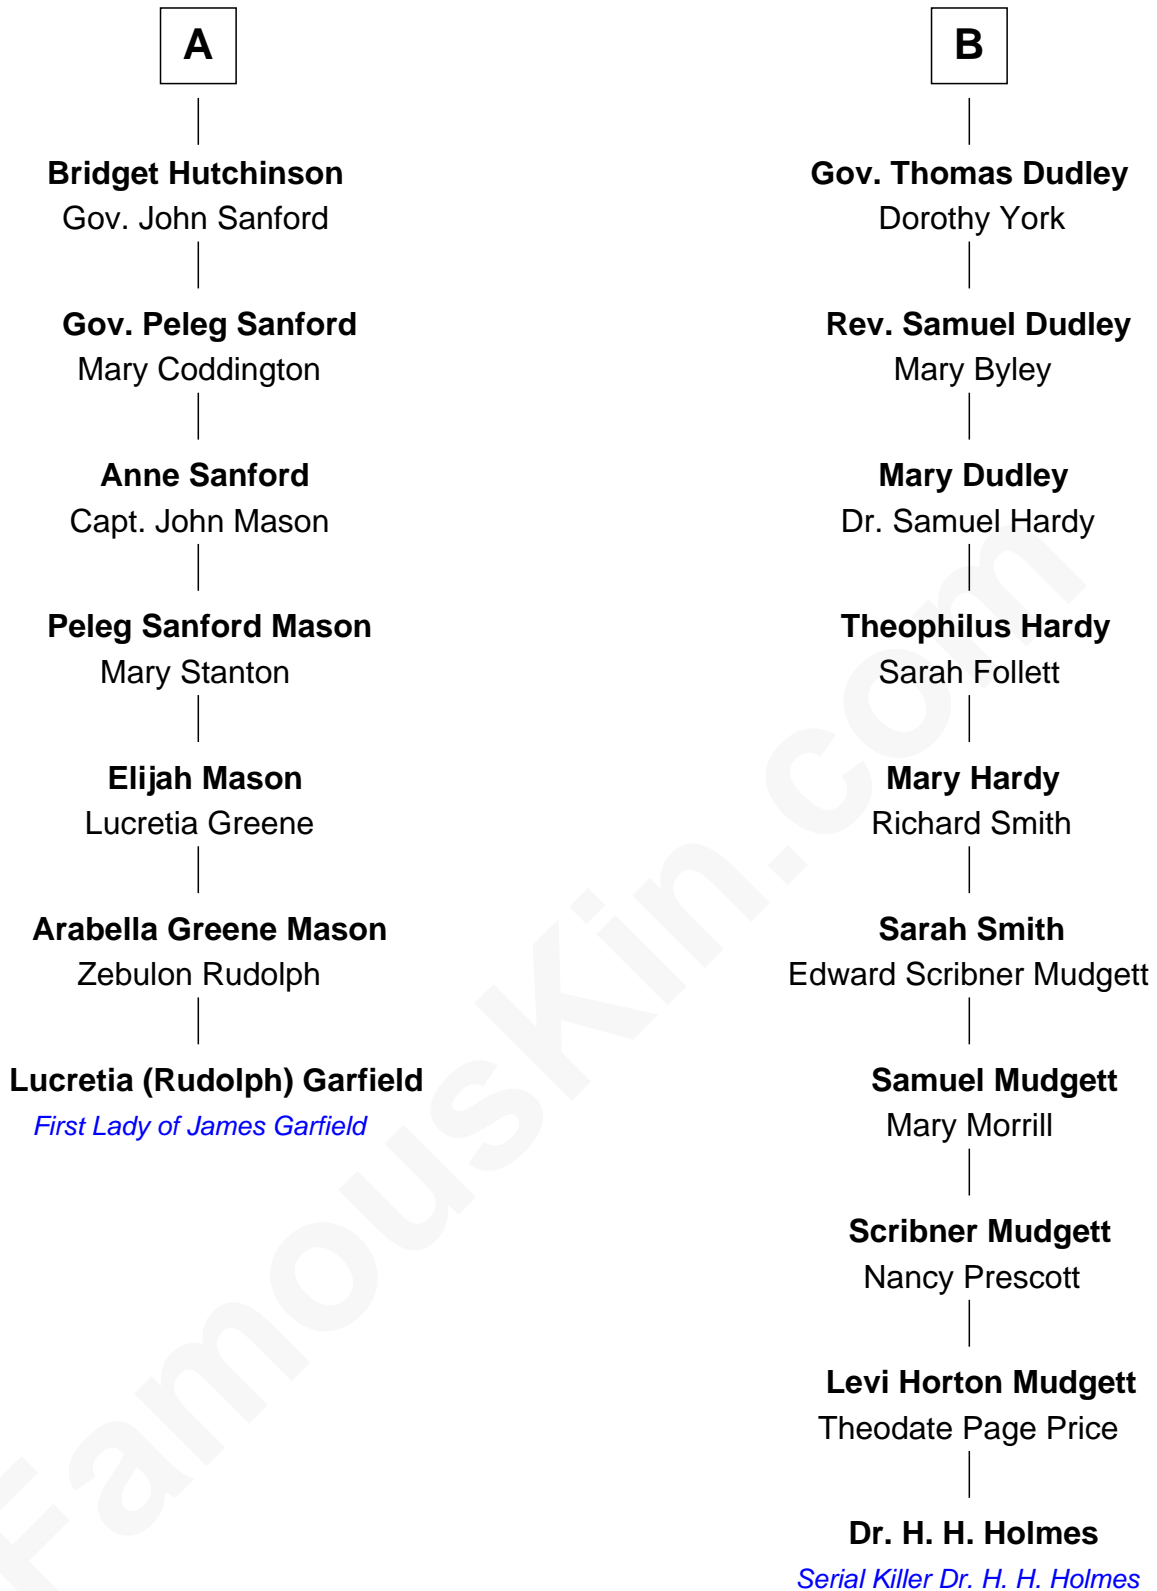 A
Bridget Hutchinson
Gov. John Sanford
Gov. Peleg Sanford
Mary Coddington
Anne Sanford
Capt. John Mason
Peleg Sanford Mason
Mary Stanton
Elijah Mason
Lucretia Greene
Arabella Greene Mason
Zebulon Rudolph
Lucretia (Rudolph) Garfield
First Lady of James Garfield
B
Gov. Thomas Dudley
Dorothy York
Rev. Samuel Dudley
Mary Byley
Mary Dudley
Dr. Samuel Hardy
Theophilus Hardy
Sarah Follett
Mary Hardy
Richard Smith
Sarah Smith
Edward Scribner Mudgett
Samuel Mudgett
Mary Morrill
Scribner Mudgett
Nancy Prescott
Levi Horton Mudgett
Theodate Page Price
Dr. H. H. Holmes
Serial Killer Dr. H. H. Holmes
FamousKin.com